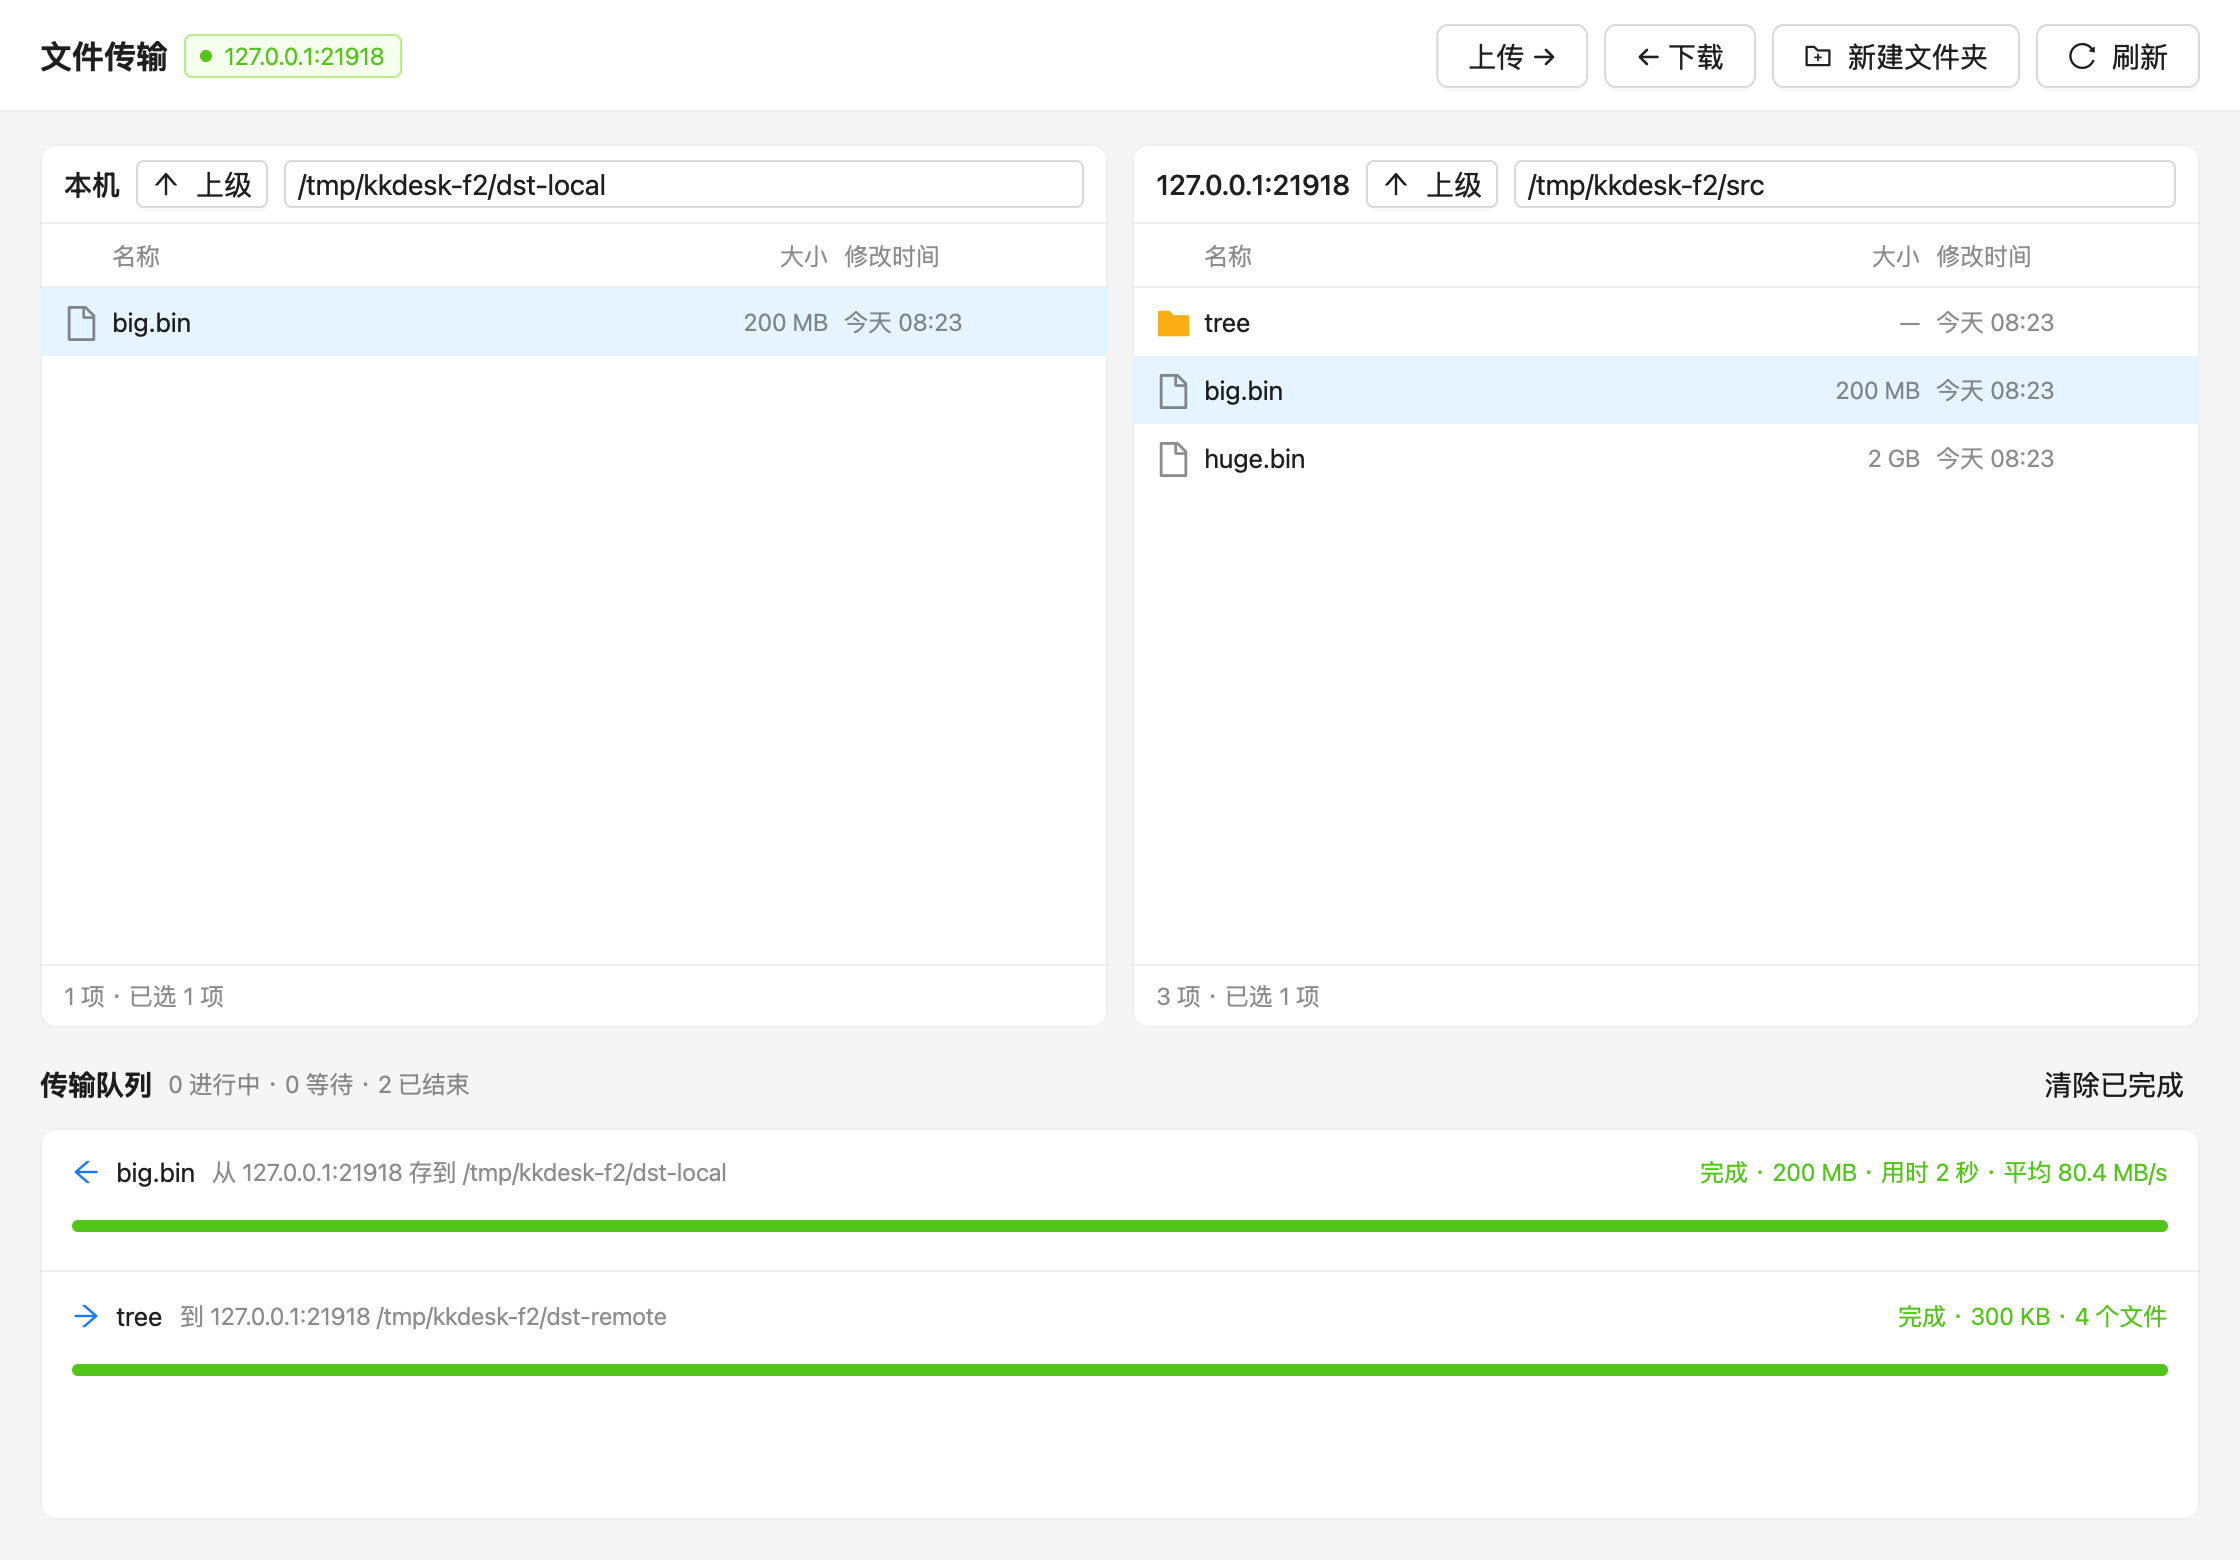 文件传输 127.0.0.1:21918 上传 → ← 下载 新建文件夹 刷新
本机 ↑ 上级 /tmp/kkdesk-f2/dst-local
名称 大小 修改时间
big.bin 200 MB 今天 08:23
1 项 · 已选 1 项
127.0.0.1:21918 ↑ 上级 /tmp/kkdesk-f2/src
名称 大小 修改时间
tree — 今天 08:23
big.bin 200 MB 今天 08:23
huge.bin 2 GB 今天 08:23
3 项 · 已选 1 项
传输队列 0 进行中 · 0 等待 · 2 已结束 清除已完成
← big.bin 从 127.0.0.1:21918 存到 /tmp/kkdesk-f2/dst-local 完成 · 200 MB · 用时 2 秒 · 平均 80.4 MB/s
→ tree 到 127.0.0.1:21918 /tmp/kkdesk-f2/dst-remote 完成 · 300 KB · 4 个文件